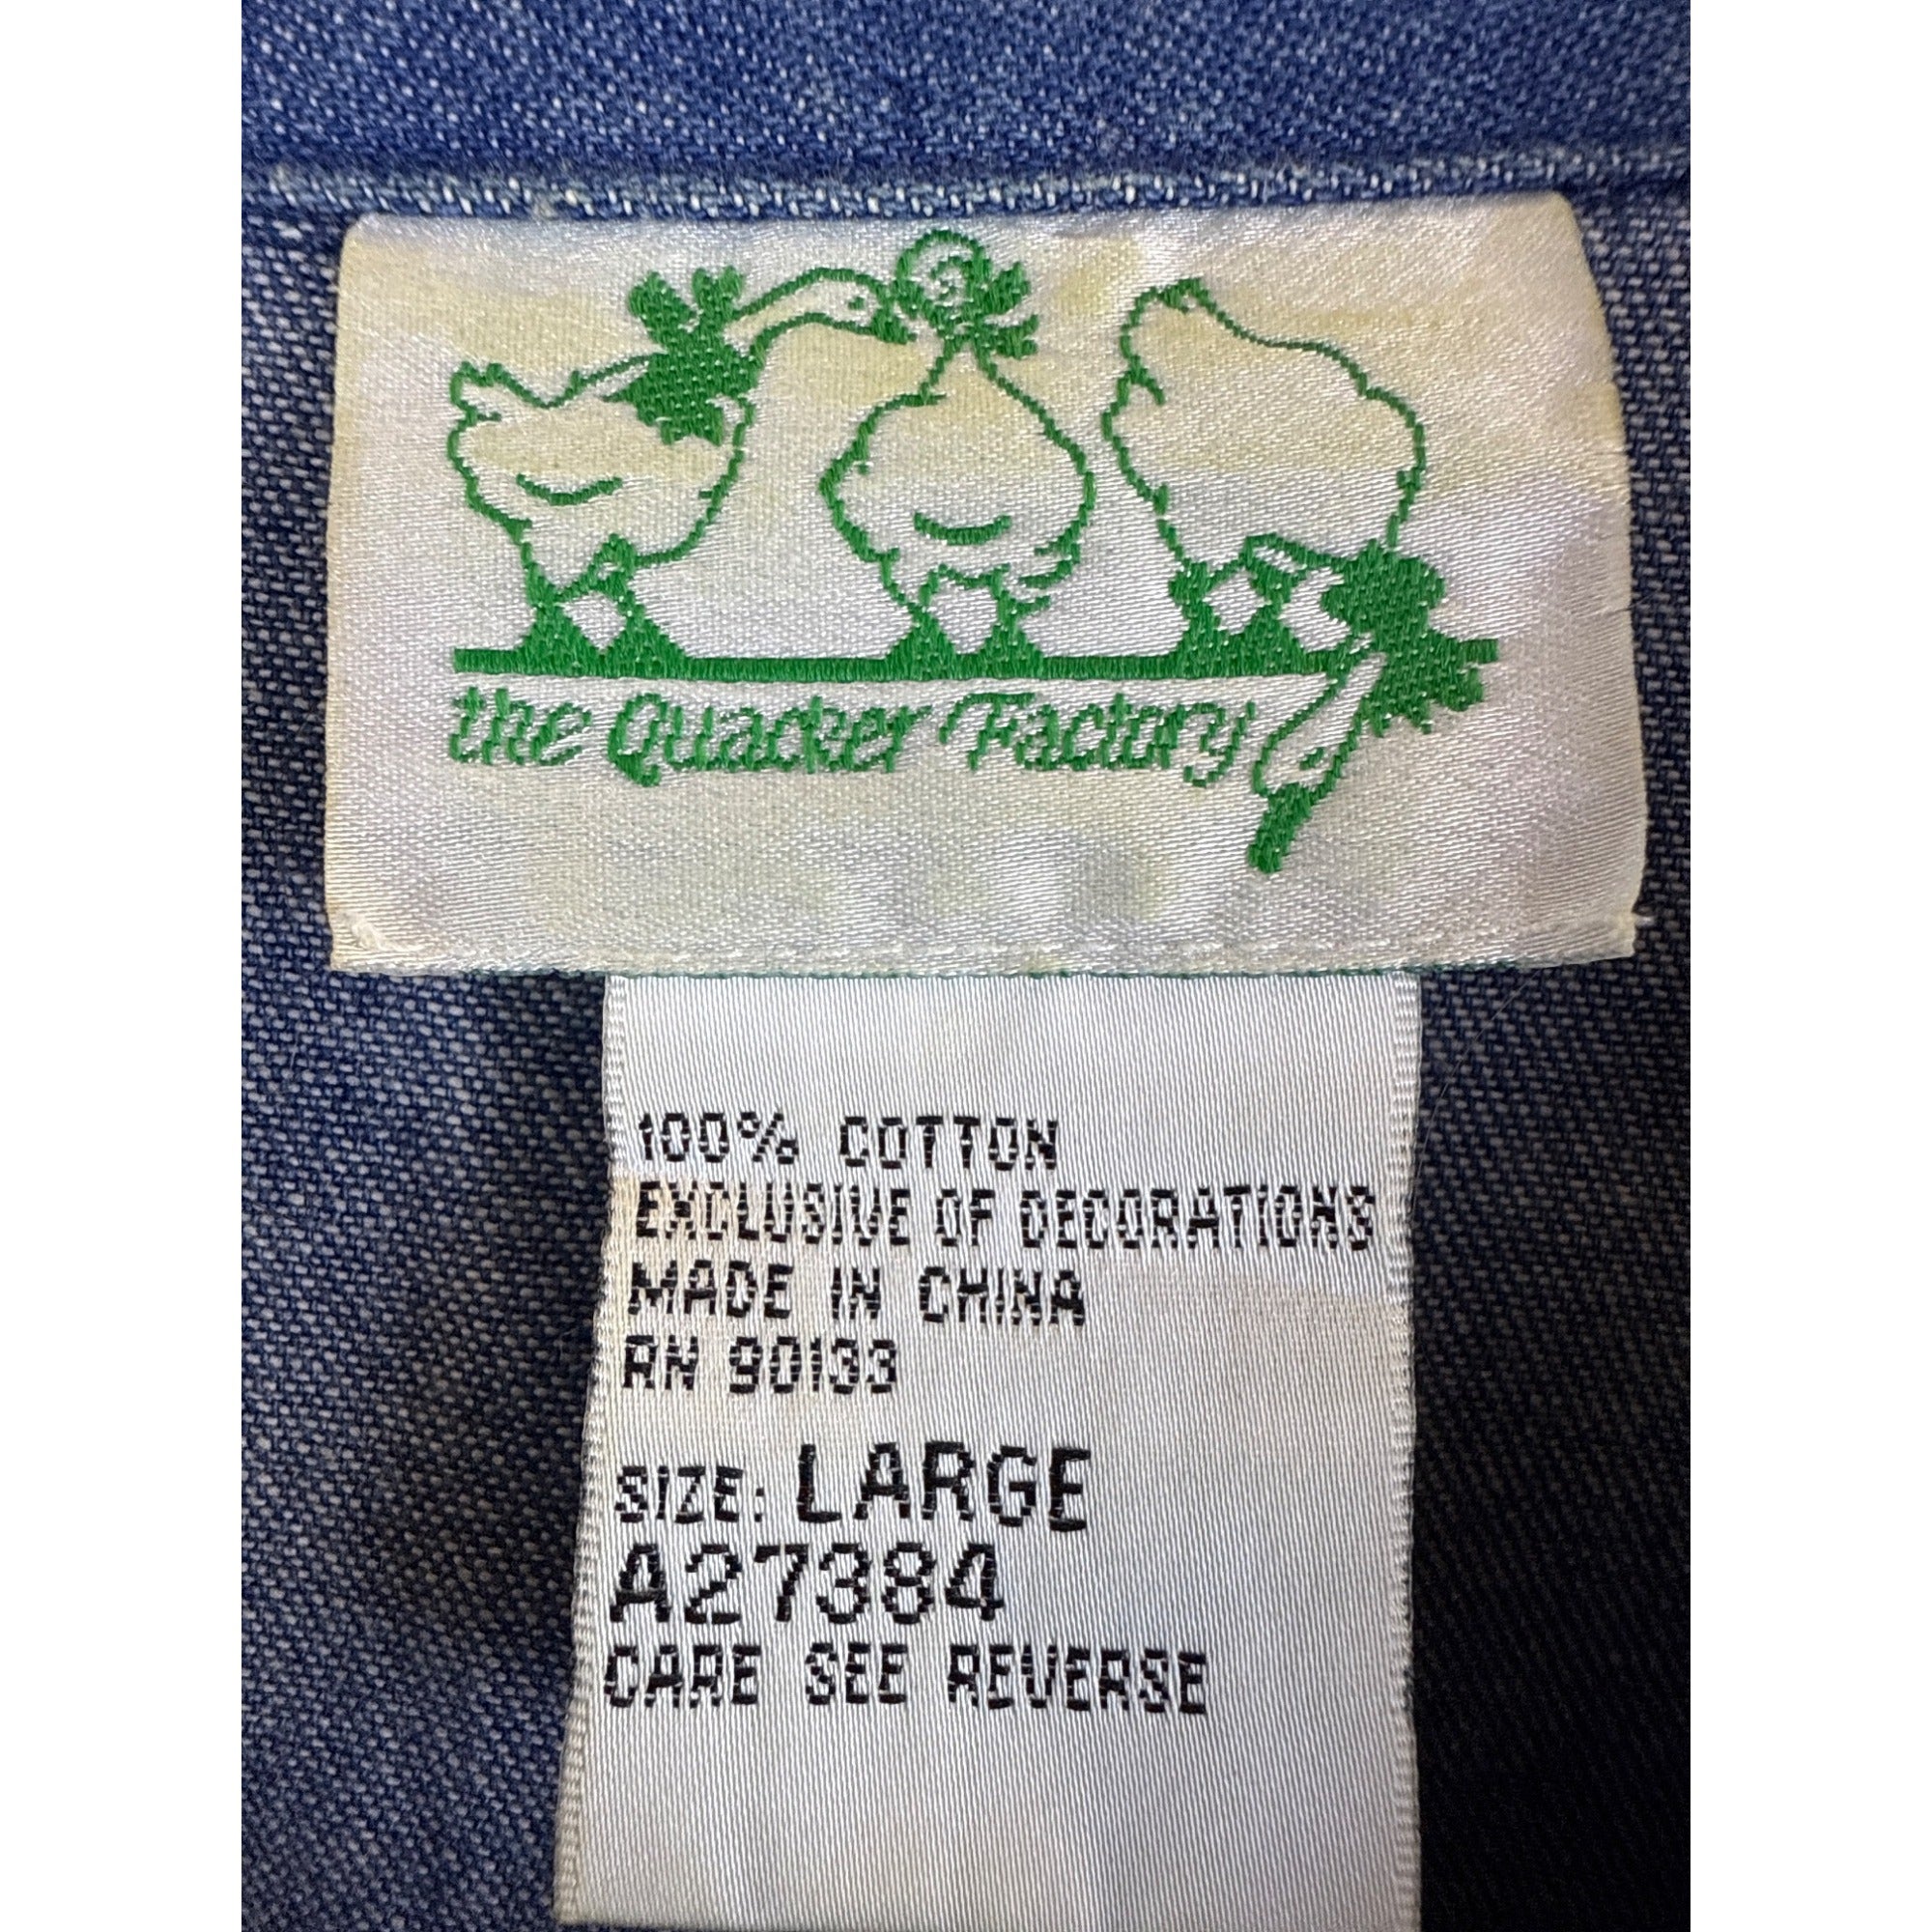 the Quacker Factory
100% COTTON
EXCLUSIVE OF DECORATIONS
MADE IN CHINA
RN 90133
SIZE: LARGE
A27384
CARE SEE REVERSE